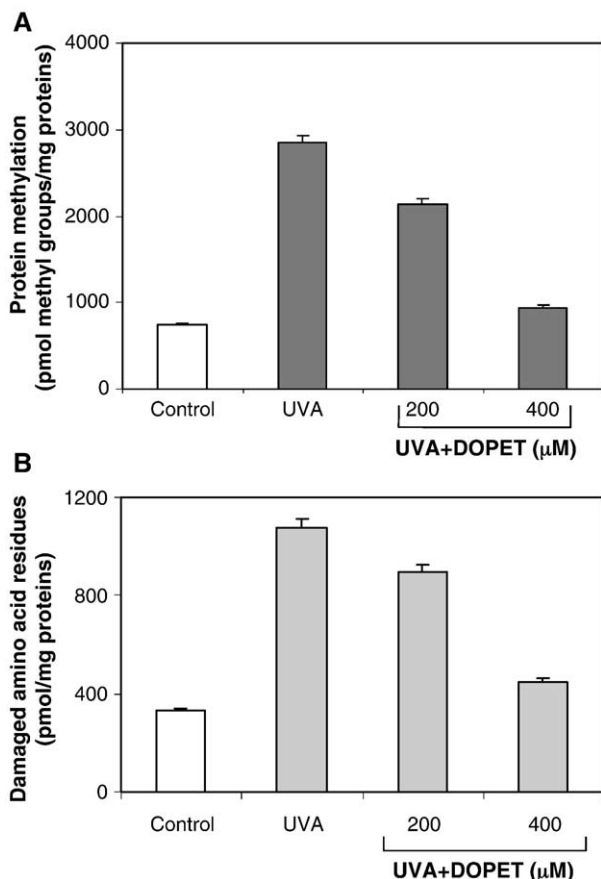 A
Protein methylation
(pmol methyl groups/mg proteins)
4000
3000
2000
1000
0
Control UVA 200 400
UVA+DOPET (μM)
B
Damaged amino acid residues
(pmol/mg proteins)
1200
800
400
0
Control UVA 200 400
UVA+DOPET (μM)